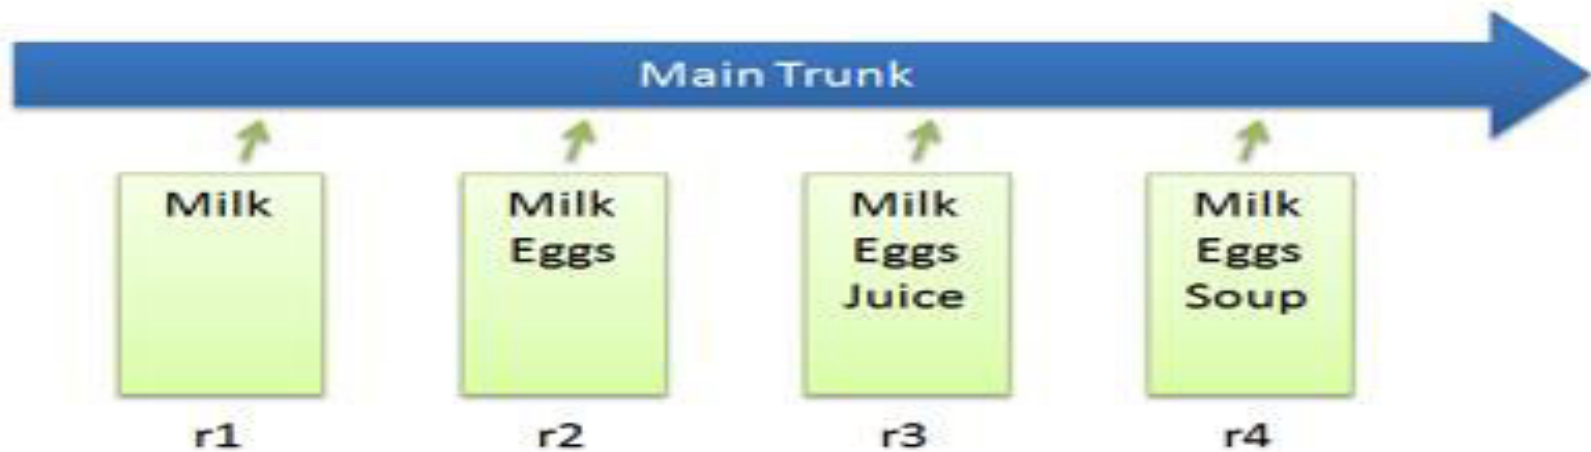 Main Trunk
Milk
Milk
Eggs
Milk
Eggs
Juice
Milk
Eggs
Soup
r1
r2
r3
r4